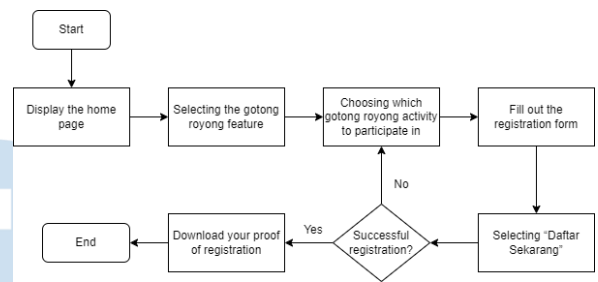 Start
Display the home
page
Selecting the gotong
royong feature
Choosing which
gotong royong activity
to participate in
Fill out the
registration form
No
End
Download your proof
of registration
Yes
Successful
registration?
Selecting “Daftar
Sekarang”